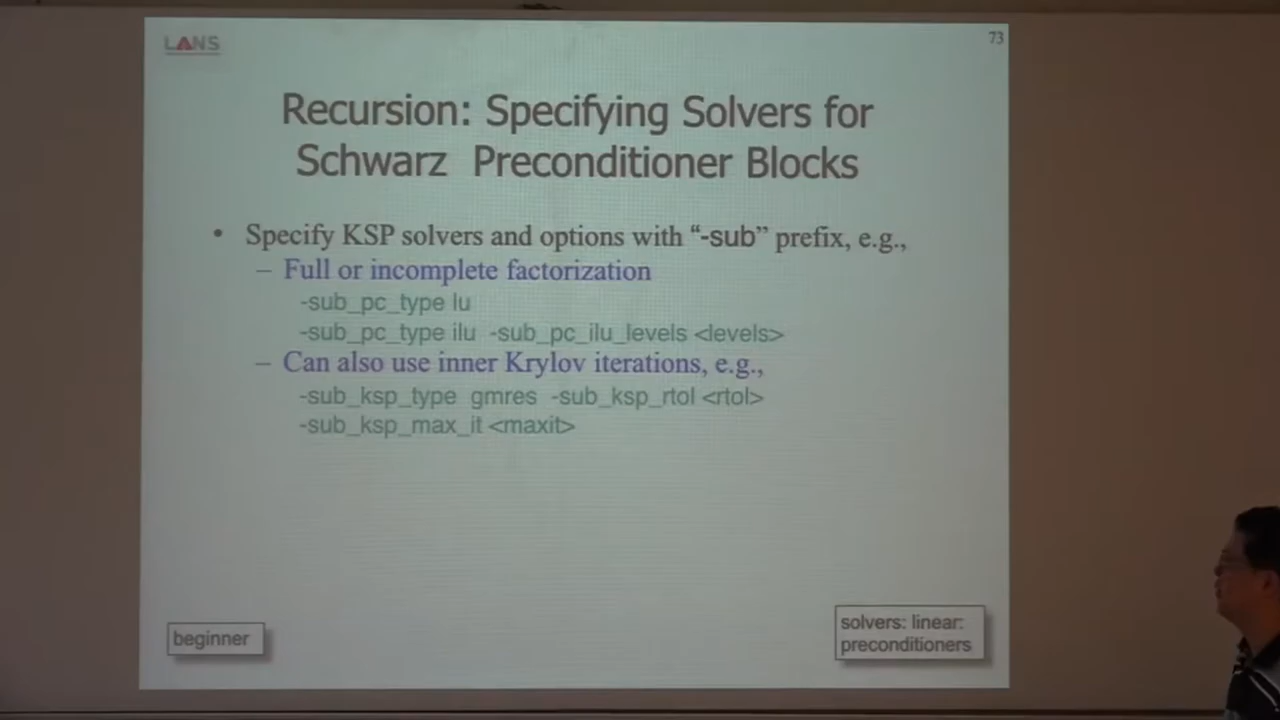 LANS
73
Recursion: Specifying Solvers for
Schwarz Preconditioner Blocks
• Specify KSP solvers and options with “-sub” prefix, e.g.,
– Full or incomplete factorization
-sub_pc_type lu
-sub_pc_type ilu -sub_pc_ilu_levels <levels>
– Can also use inner Krylov iterations, e.g.,
-sub_ksp_type gmres -sub_ksp_rtol <rtol>
-sub_ksp_max_it <maxit>
beginner
solvers: linear:
preconditioners